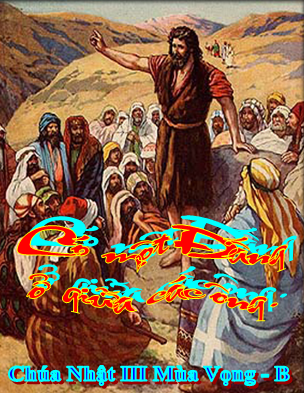 Có một Đấng
ở giữa các ông.
Chúa Nhật III Mùa Vọng - B